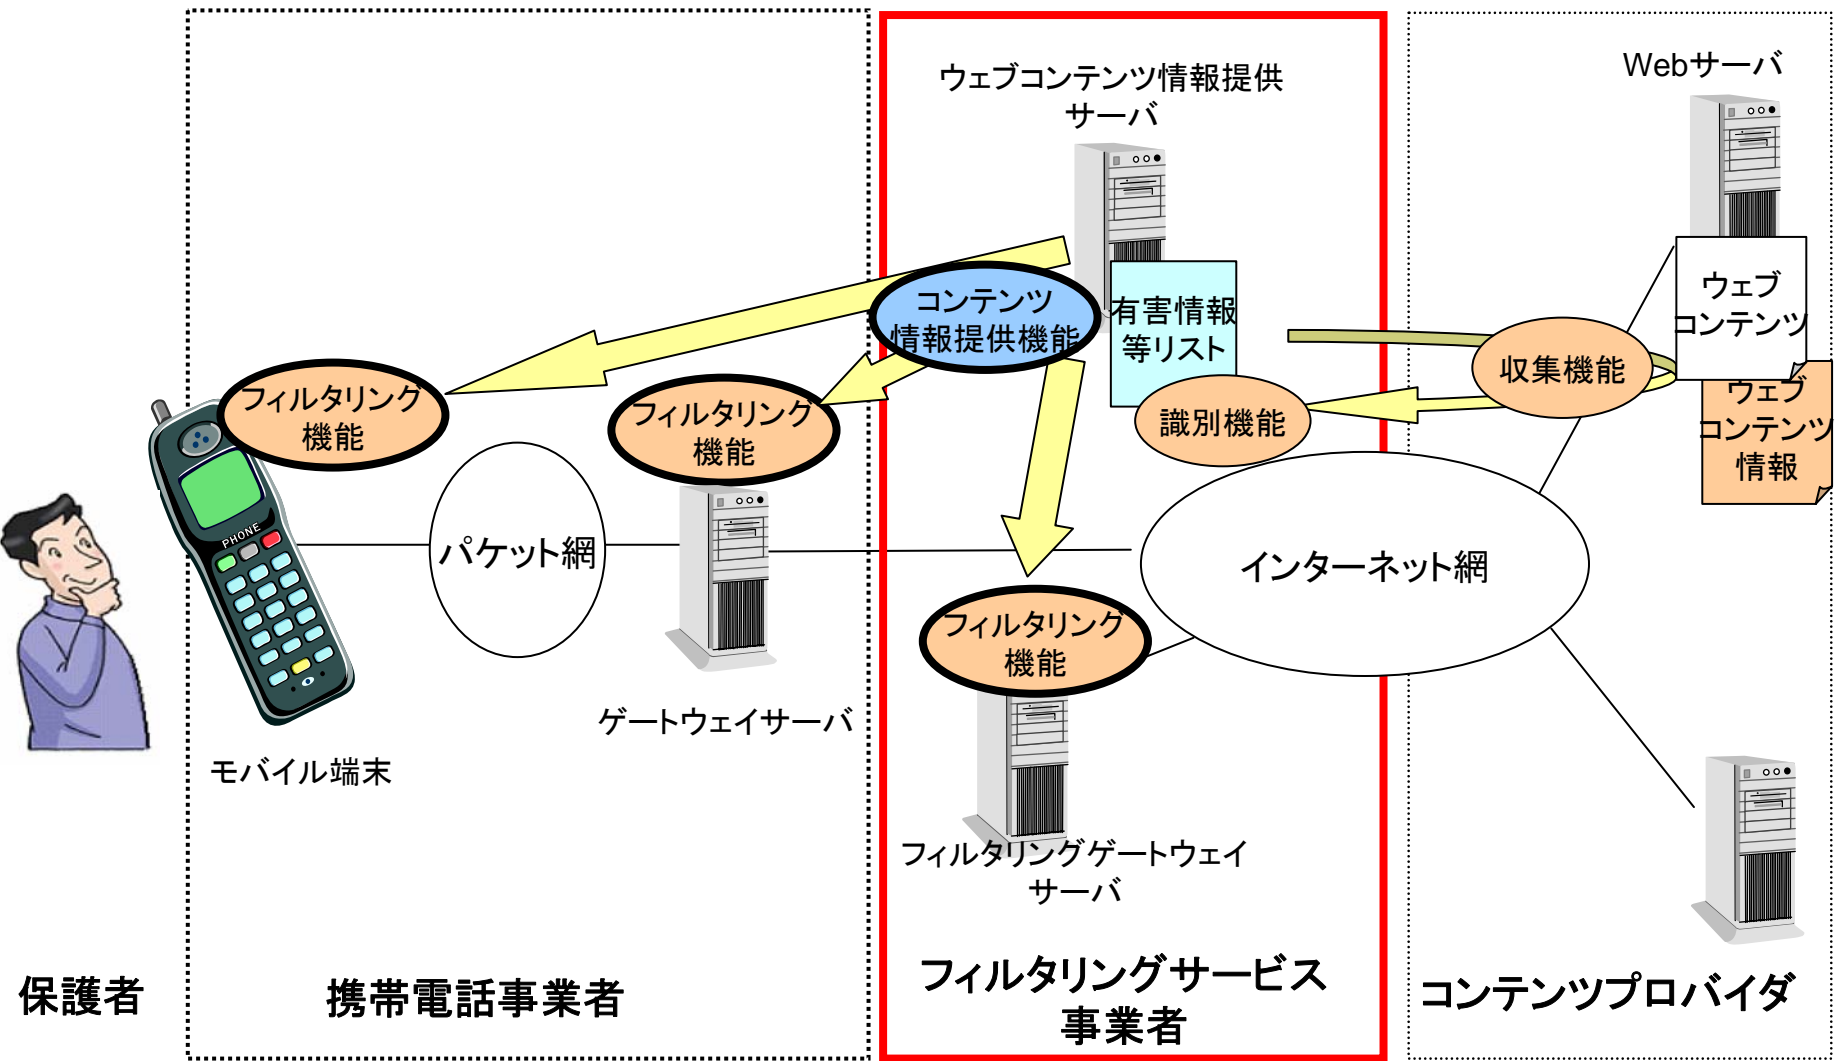 ウェブコンテンツ情報提供
サーバ
Webサーバ
コンテンツ
情報提供機能
有害情報
等リスト
ウェブ
コンテンツ
収集機能
ウェブ
コンテンツ
情報
識別機能
フィルタリング
機能
フィルタリング
機能
PHONE
パケット網
インターネット網
フィルタリング
機能
ゲートウェイサーバ
モバイル端末
フィルタリングゲートウェイ
サーバ
保護者
携帯電話事業者
フィルタリングサービス
事業者
コンテンツプロバイダ